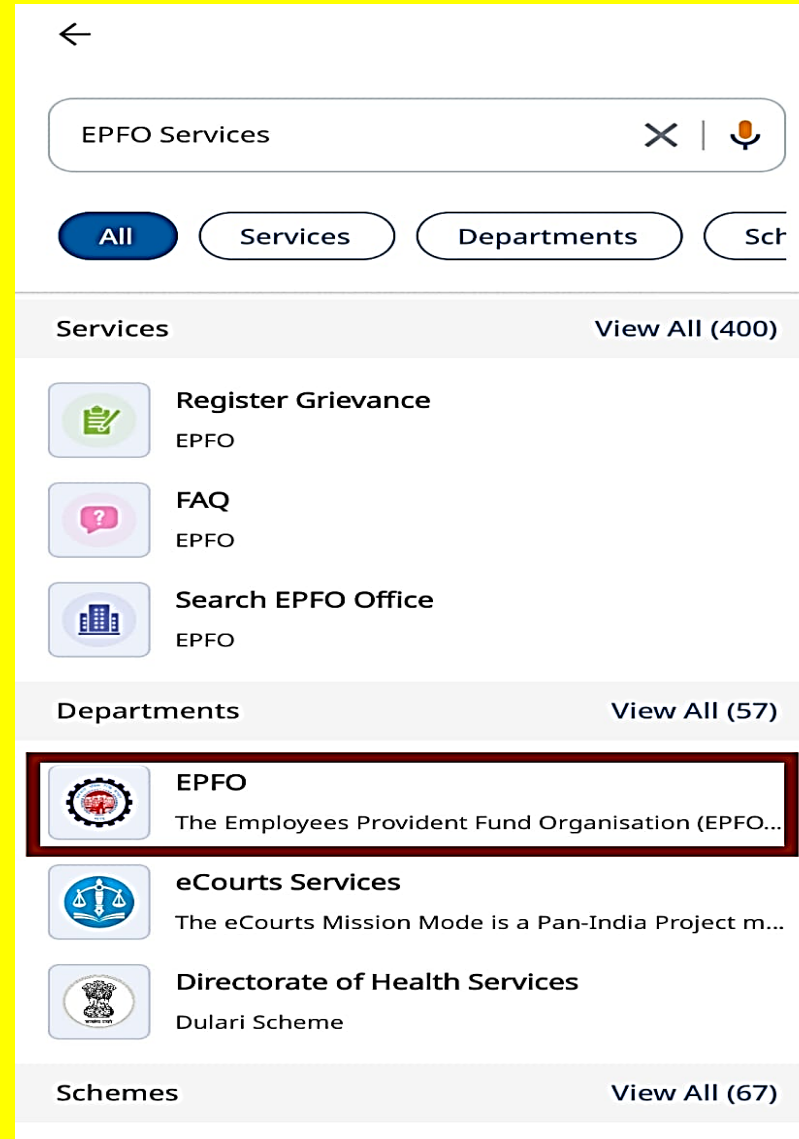 EPFO Services
All Services Departments Sch
Services View All (400)
Register Grievance
EPFO
FAQ
EPFO
?
Search EPFO Office
EPFO
Departments View All (57)
EPFO
The Employees Provident Fund Organisation (EPFO...
eCourts Services
The eCourts Mission Mode is a Pan-India Project m...
Directorate of Health Services
Dulari Scheme
Schemes View All (67)